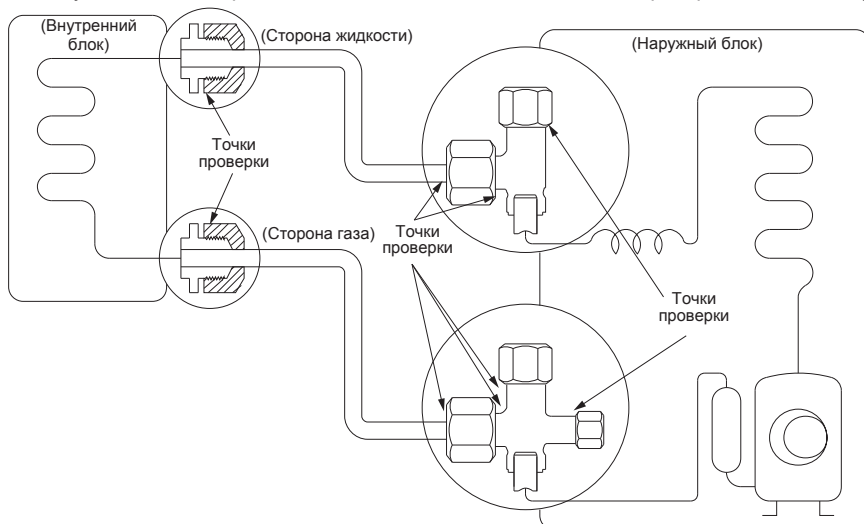 (Внутренний
блок)
(Сторона жидкости)
(Наружный блок)
Точки
проверки
(Сторона газа)
Точки
проверки
Точки
проверки